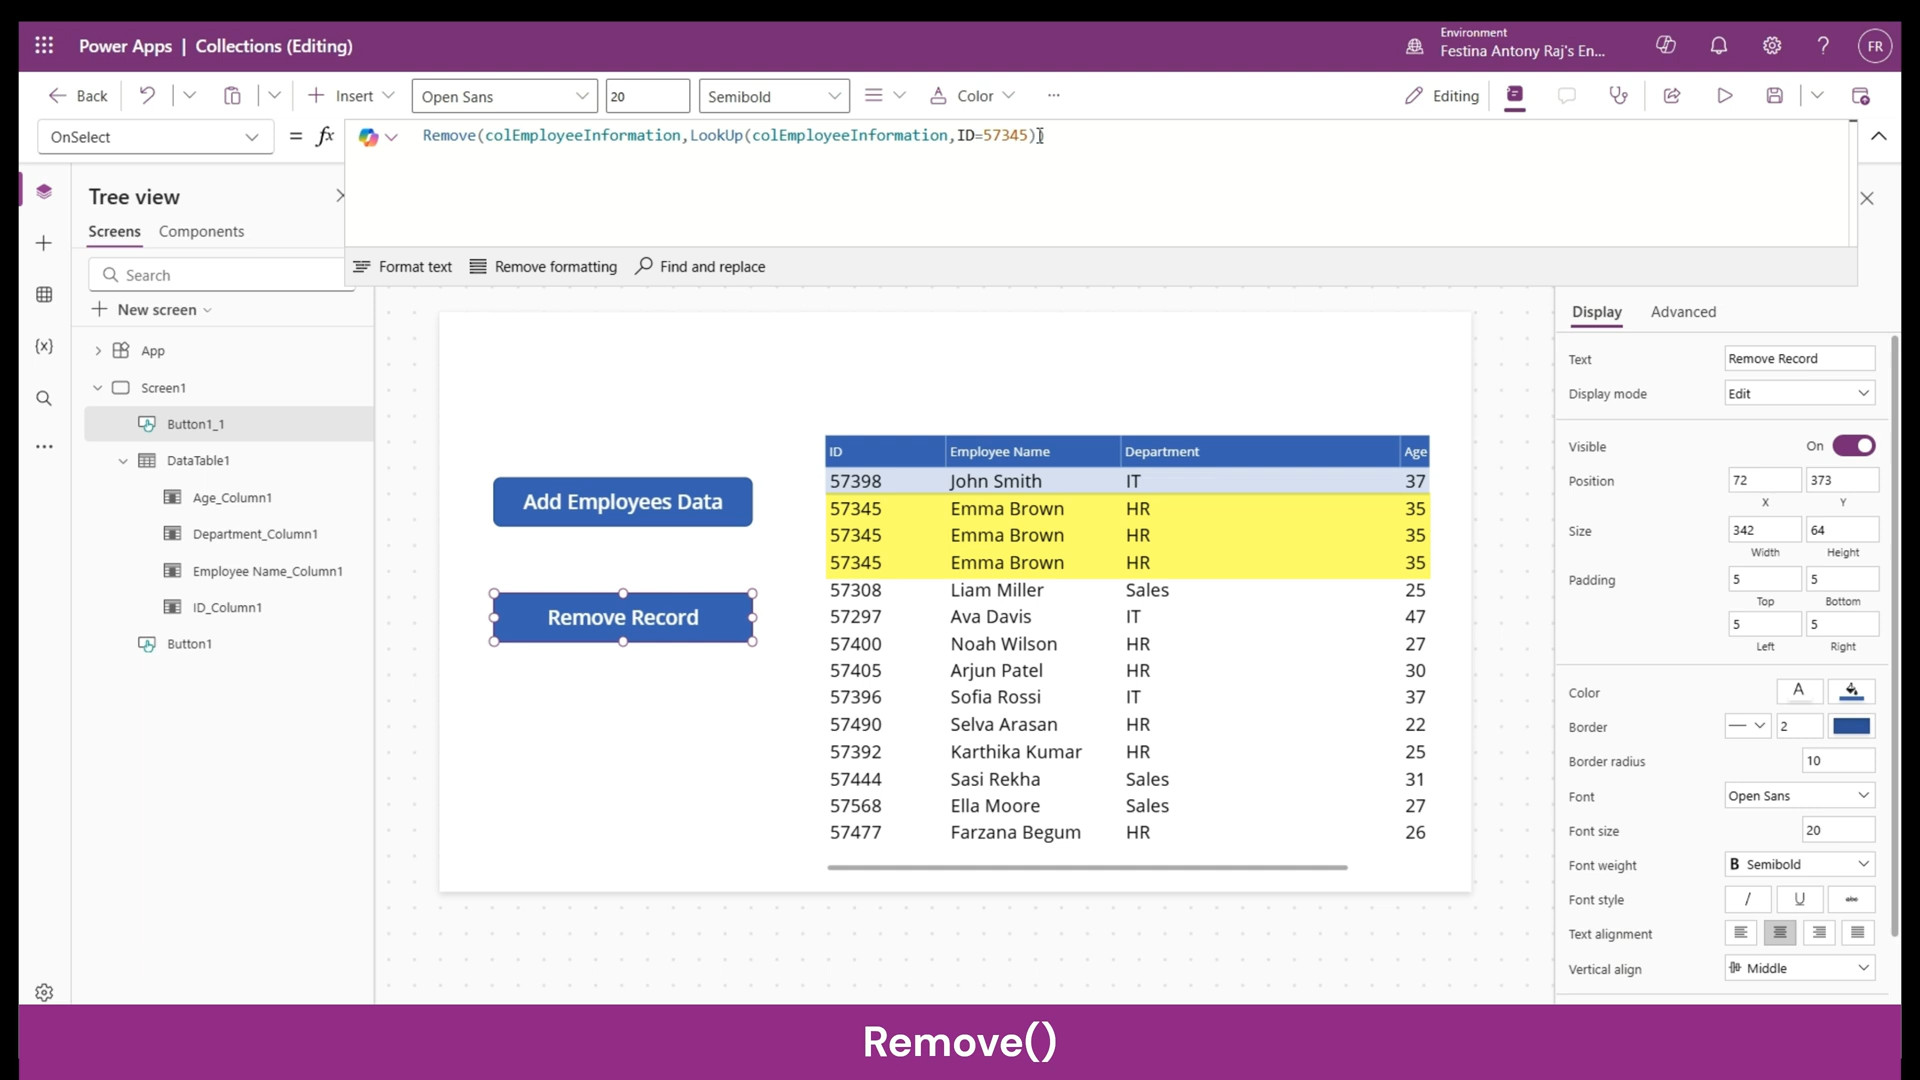 Power Apps | Collections (Editing)
Environment
Festina Antony Raj's En...
FR
Back
Insert
Open Sans
20
Semibold
Color
Editing
OnSelect
= fx
Remove(colEmployeeInformation,LookUp(colEmployeeInformation,ID=57345))
Format text
Remove formatting
Find and replace
Tree view
Screens
Components
Search
New screen
App
Screen1
Button1_1
DataTable1
Age_Column1
Department_Column1
Employee Name_Column1
ID_Column1
Button1
Add Employees Data
Remove Record
ID Employee Name Department Age
57398 John Smith IT 37
57345 Emma Brown HR 35
57345 Emma Brown HR 35
57345 Emma Brown HR 35
57308 Liam Miller Sales 25
57297 Ava Davis IT 47
57400 Noah Wilson HR 27
57405 Arjun Patel HR 30
57396 Sofia Rossi IT 37
57490 Selva Arasan HR 22
57392 Karthika Kumar HR 25
57444 Sasi Rekha Sales 31
57568 Ella Moore Sales 27
57477 Farzana Begum HR 26
Display
Advanced
Text Remove Record
Display mode Edit
Visible On
Position 72 373
X Y
Size 342 64
Width Height
Padding 5 5
Top Bottom
5 5
Left Right
Color A
Border 2
Border radius 10
Font Open Sans
Font size 20
Font weight B Semibold
Font style / U abc
Text alignment
Vertical align Middle
Remove()